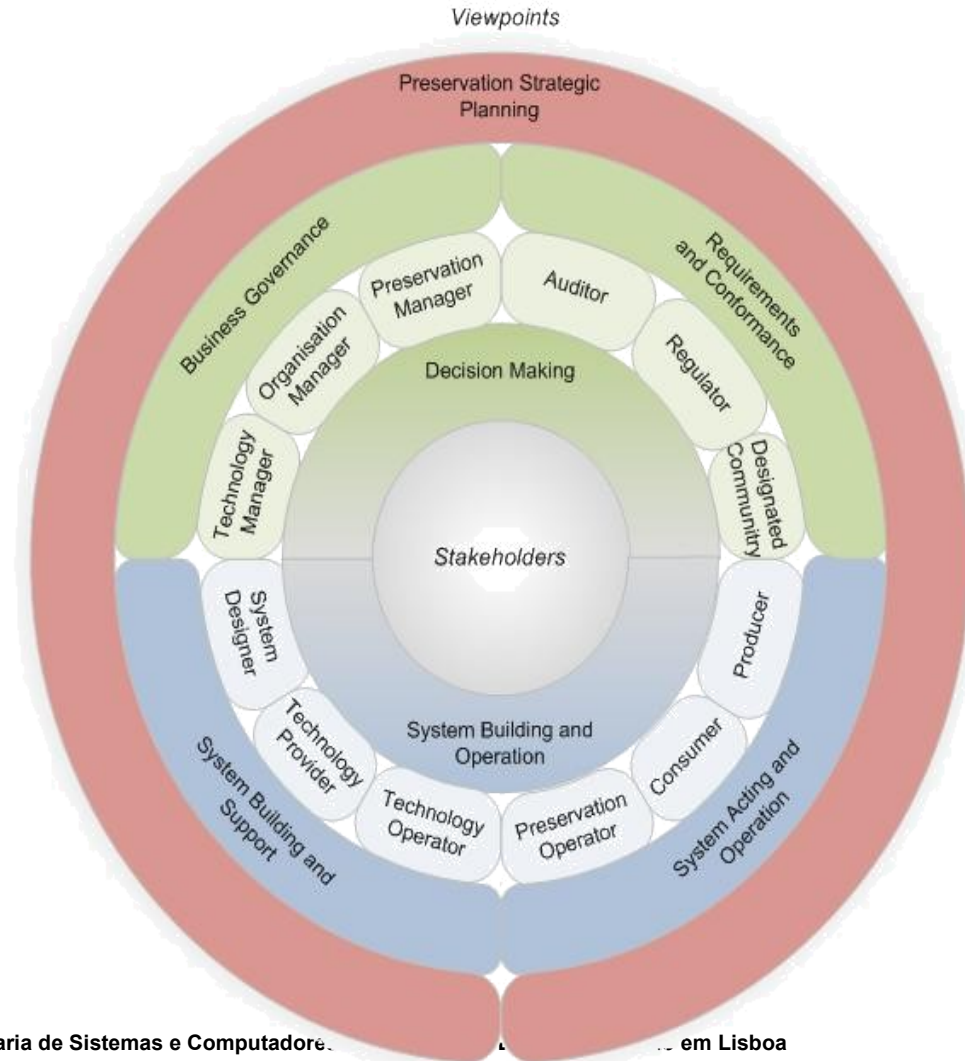 Viewpoints
Preservation Strategic
Planning
Business Governance
Requirements
and Conformance
Preservation
Manager
Auditor
Organisation
Manager
Regulator
Technology
Manager
Designated
Communitry
Decision Making
Stakeholders
System Building and
Operation
System
Designer
Producer
Technology
Provider
Consumer
Technology
Operator
Preservation
Operator
System Building and
Support
System Acting and
Operation
aria de Sistemas e em Lisboa